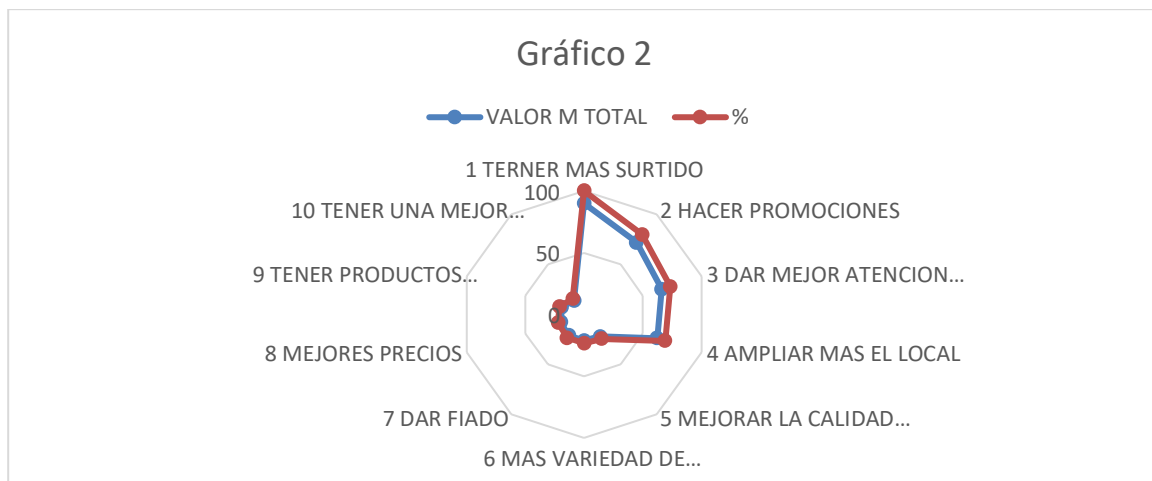 Gráfico 2
VALOR M TOTAL %
1 TERNER MAS SURTIDO
100
10 TENER UNA MEJOR...
2 HACER PROMOCIONES
50
9 TENER PRODUCTOS...
3 DAR MEJOR ATENCION...
0
8 MEJORES PRECIOS
4 AMPLIAR MAS EL LOCAL
7 DAR FIADO
5 MEJORAR LA CALIDAD...
6 MAS VARIEDAD DE...